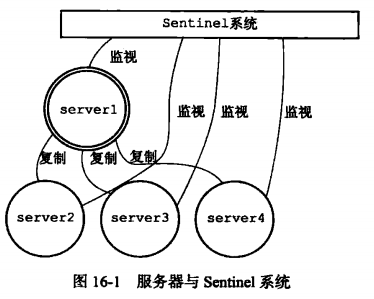 Sentinel系统
监视
server1
监视 监视 监视
复制 复制 复制
server2 server3 server4
图 16-1 服务器与 Sentinel 系统